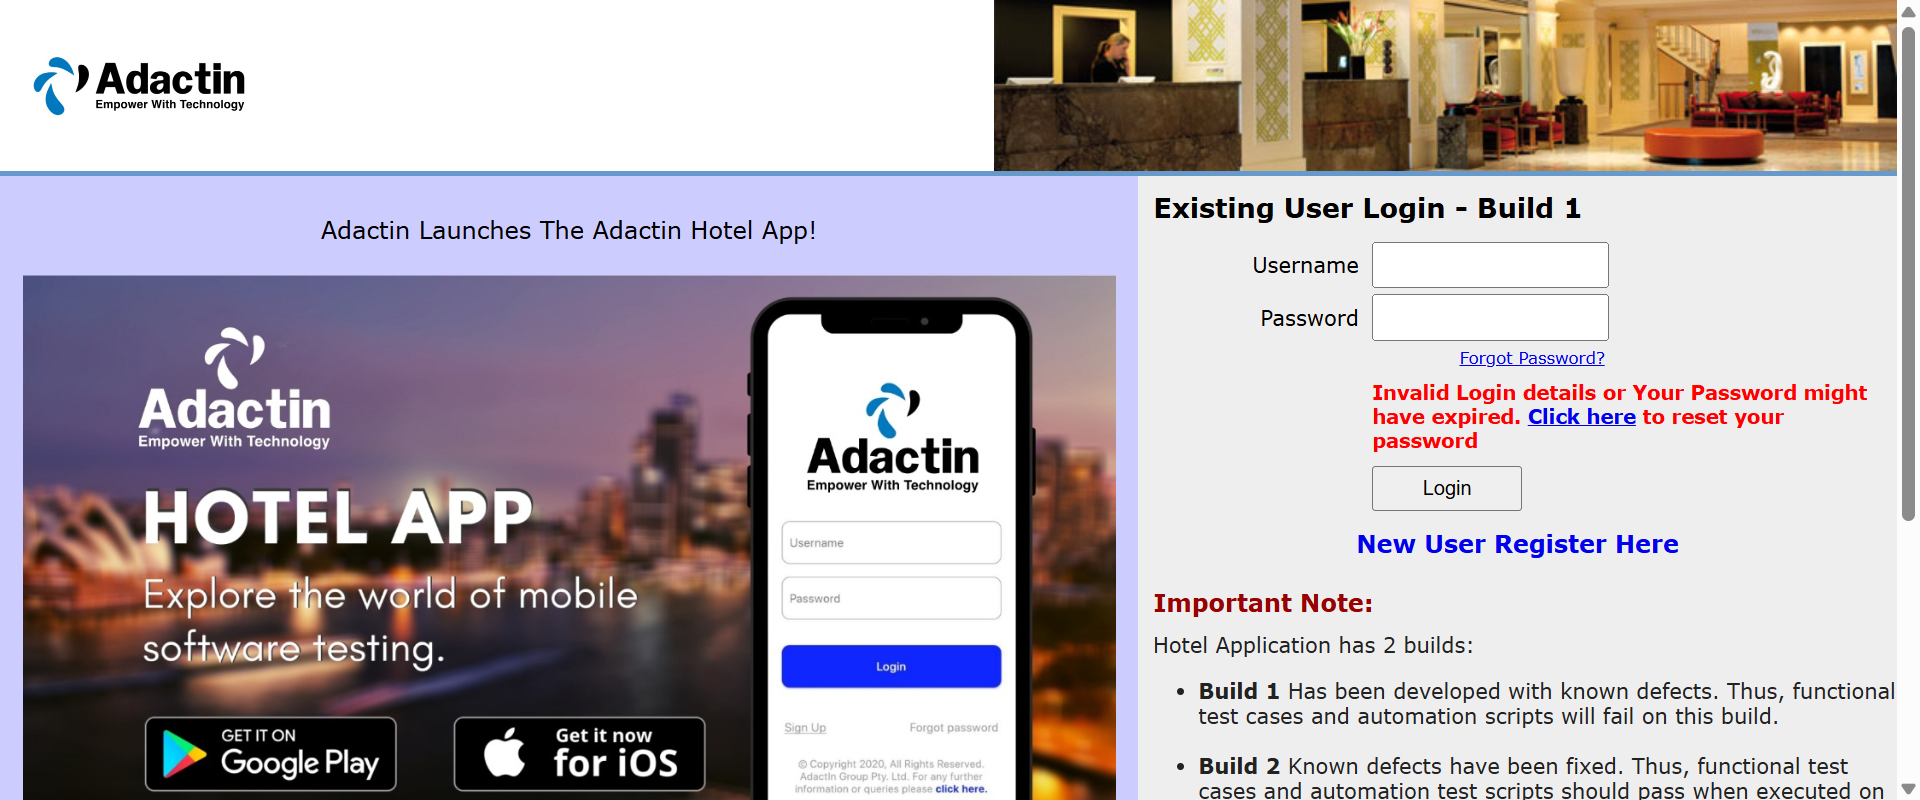 Adactin
Empower With Technology
Adactin Launches The Adactin Hotel App!
Adactin
Empower With Technology
HOTEL APP
Explore the world of mobile
software testing.
GET IT ON
Google Play
Get it now
for iOS
Adactin
Empower With Technology
Username
Password
Login
Sign Up
Forgot password
© Copyright 2020, All Rights Reserved.
AdactIn Group Pty. Ltd. For any further
information or queries please click here.
Existing User Login - Build 1
Username
Password
Forgot Password?
Invalid Login details or Your Password might
have expired. Click here to reset your
password
Login
New User Register Here
Important Note:
Hotel Application has 2 builds:
• Build 1 Has been developed with known defects. Thus, functional
test cases and automation scripts will fail on this build.
• Build 2 Known defects have been fixed. Thus, functional test
cases and automation test scripts should pass when executed on